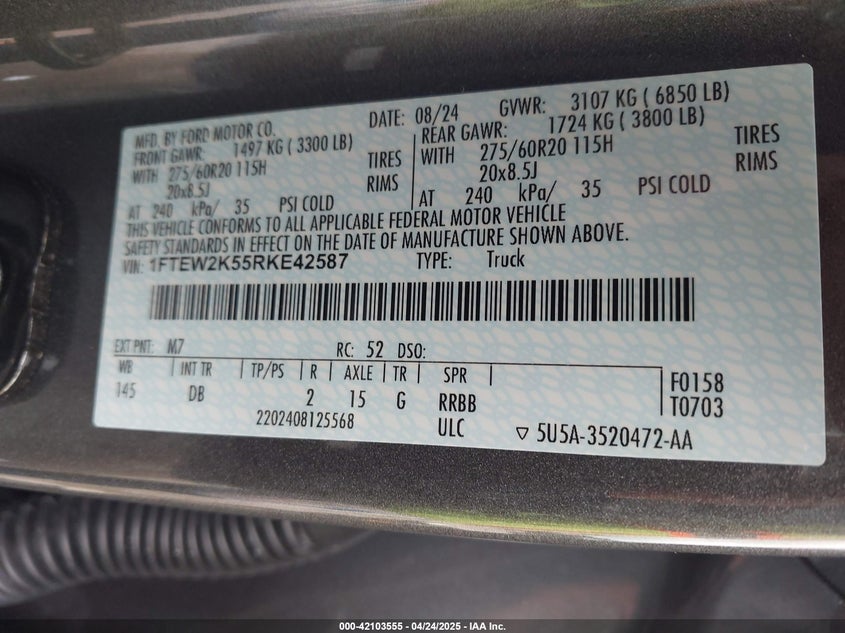 MFD. BY FORD MOTOR CO. DATE: 08/24 GVWR: 3107 KG ( 6850 LB)
FRONT GAWR: 1497 KG ( 3300 LB) REAR GAWR: 1724 KG ( 3800 LB)
WITH 275/60R20 115H TIRES WITH 275/60R20 115H TIRES
20x8.5J RIMS 20x8.5J RIMS
AT 240 kPa/ 35 PSI COLD AT 240 kPa/ 35 PSI COLD
THIS VEHICLE CONFORMS TO ALL APPLICABLE FEDERAL MOTOR VEHICLE
SAFETY STANDARDS IN EFFECT ON THE DATE OF MANUFACTURE SHOWN ABOVE.
VIN: 1FTEW2K55RKE42587 TYPE: Truck
EXT PNT: M7 RC: 52 DSO:
WB INT TR TP/PS R AXLE TR SPR F0158
145 DB 2 15 G RRBB T0703
2202408125568 ULC ▽ 5U5A-3520472-AA
000-42103555 - 04/24/2025 - IAA Inc.